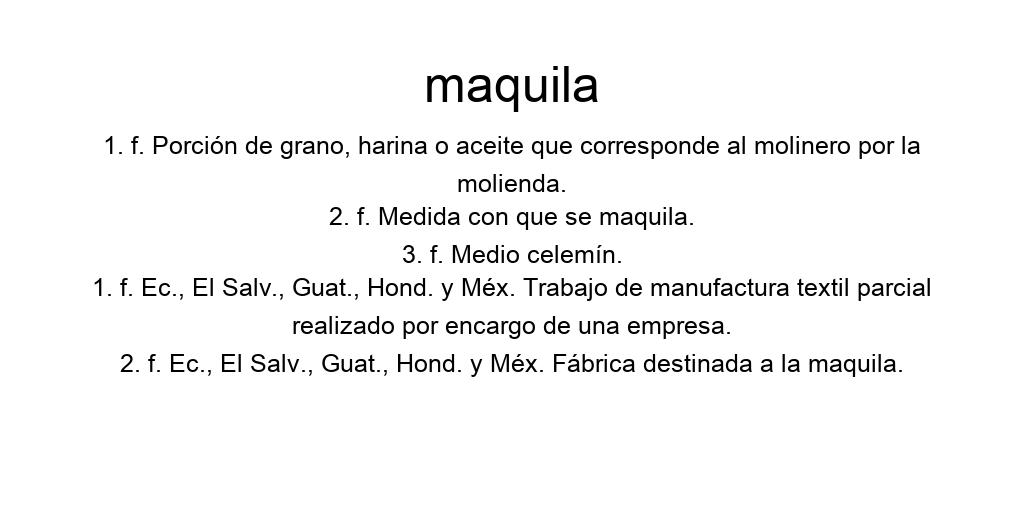 maquila
1. f. Porción de grano, harina o aceite que corresponde al molinero por la
molienda.
2. f. Medida con que se maquila.
3. f. Medio celemín.
1. f. Ec., El Salv., Guat., Hond. y Méx. Trabajo de manufactura textil parcial
realizado por encargo de una empresa.
2. f. Ec., El Salv., Guat., Hond. y Méx. Fábrica destinada a la maquila.